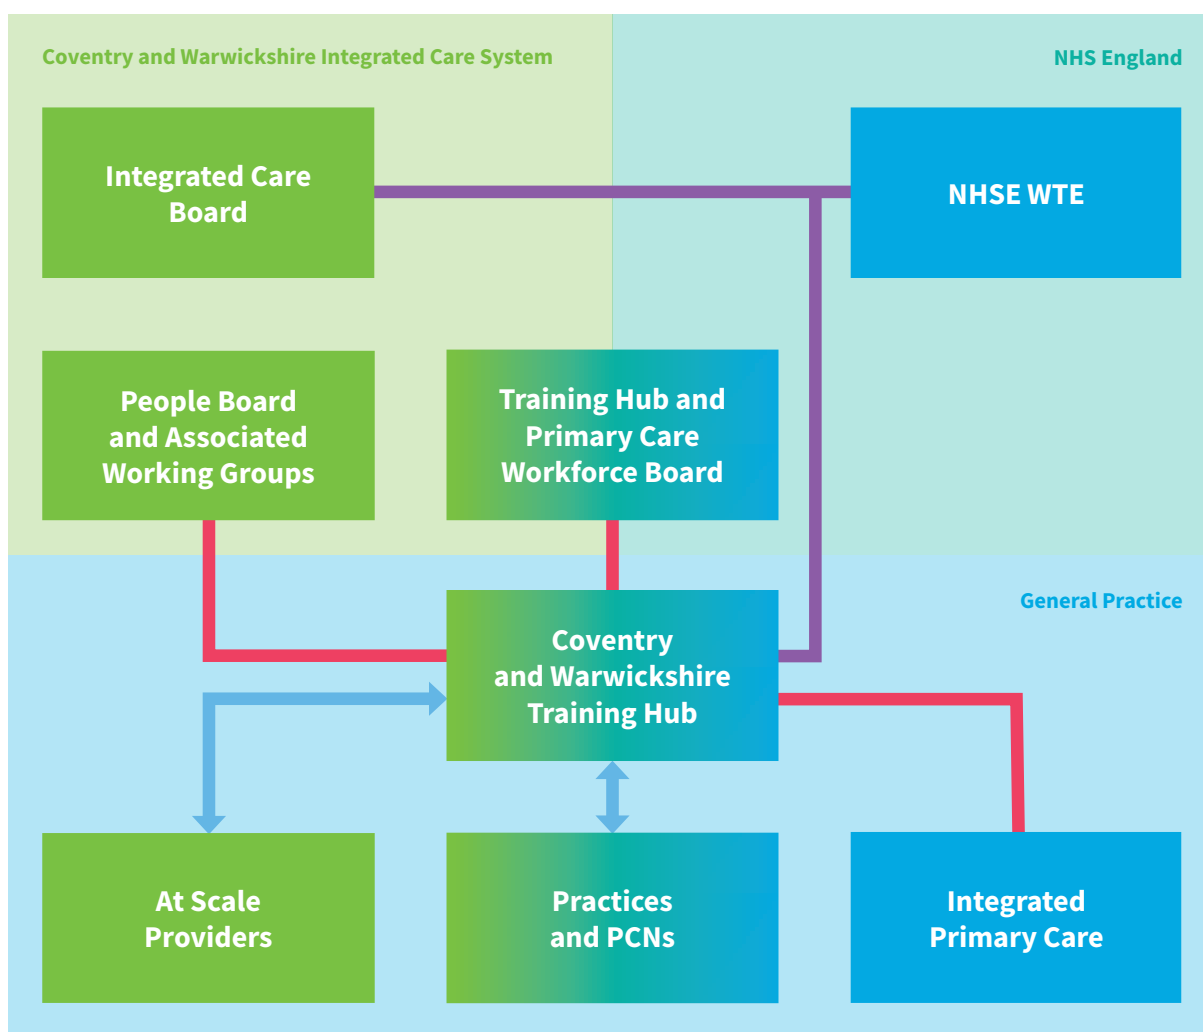 Coventry and Warwickshire Integrated Care System
NHS England
Integrated Care
Board
NHSE WTE
People Board
and Associated
Working Groups
Training Hub and
Primary Care
Workforce Board
General Practice
Coventry
and Warwickshire
Training Hub
At Scale
Providers
Practices
and PCNs
Integrated
Primary Care